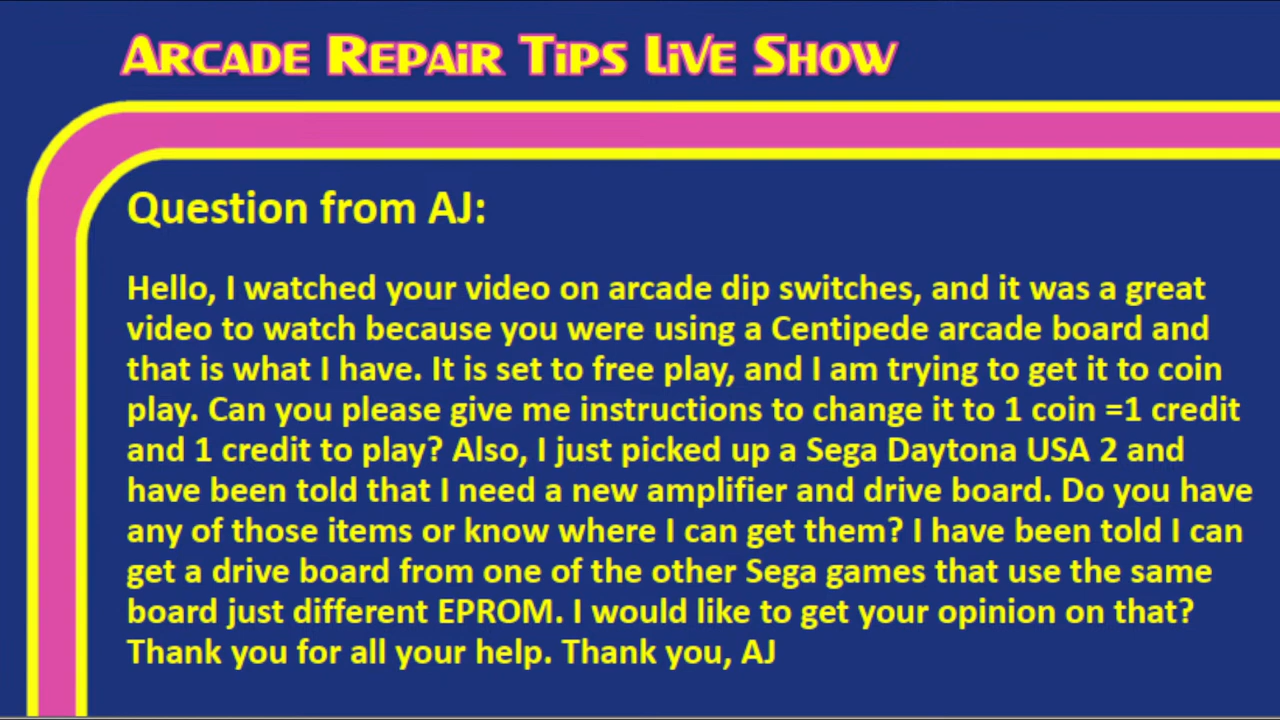 Arcade Repair Tips Live Show
Question from AJ:
Hello, I watched your video on arcade dip switches, and it was a great
video to watch because you were using a Centipede arcade board and
that is what I have. It is set to free play, and I am trying to get it to coin
play. Can you please give me instructions to change it to 1 coin =1 credit
and 1 credit to play? Also, I just picked up a Sega Daytona USA 2 and
have been told that I need a new amplifier and drive board. Do you have
any of those items or know where I can get them? I have been told I can
get a drive board from one of the other Sega games that use the same
board just different EPROM. I would like to get your opinion on that?
Thank you for all your help. Thank you, AJ